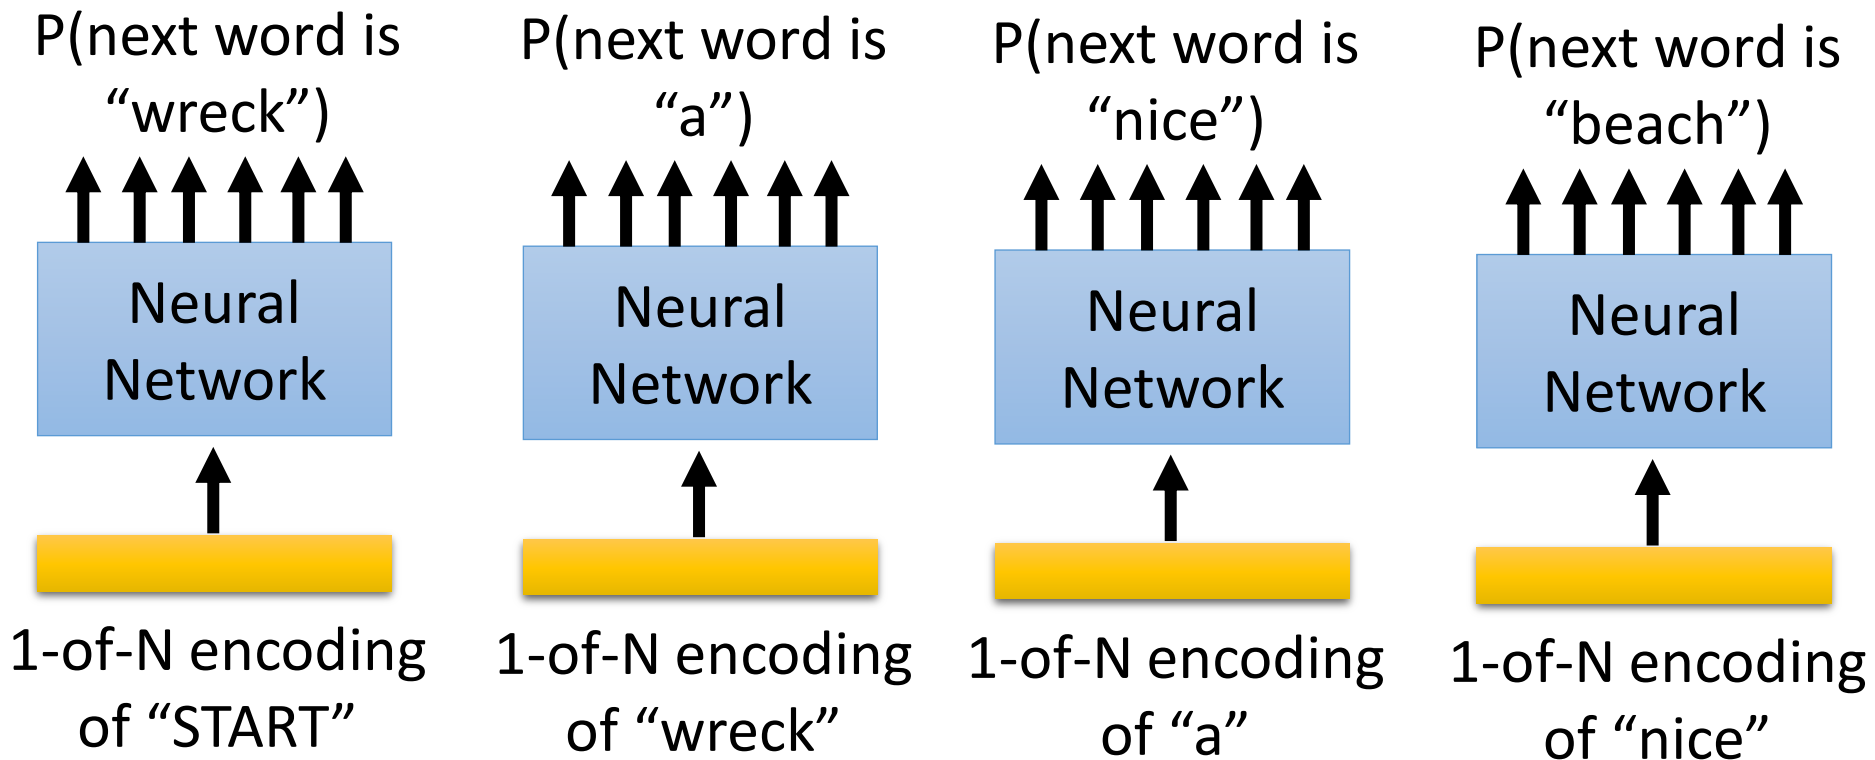 P(next word is
“wreck”)
P(next word is
“a”)
P(next word is
“nice”)
P(next word is
“beach”)
Neural
Network
Neural
Network
Neural
Network
Neural
Network
1-of-N encoding
of “START”
1-of-N encoding
of “wreck”
1-of-N encoding
of “a”
1-of-N encoding
of “nice”